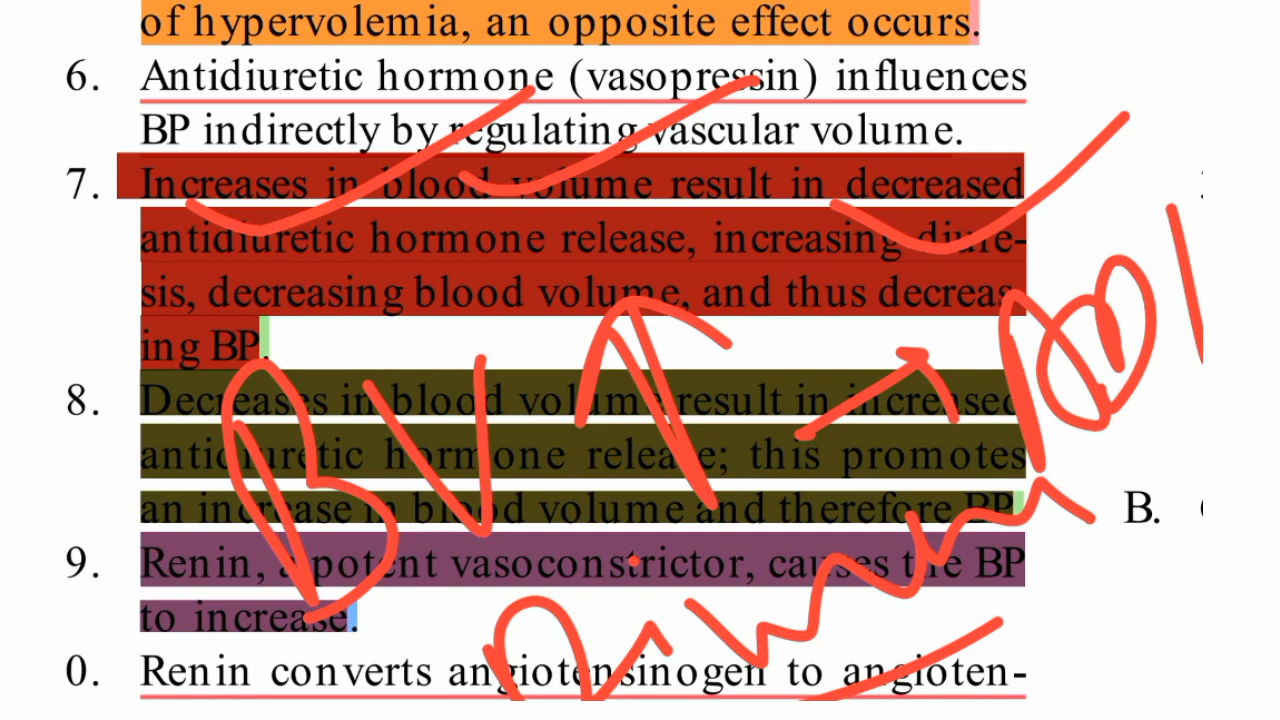 of hypervolemia, an opposite effect occurs.
6. Antidiuretic hormone (vasopressin) influences
BP indirectly by regulating vascular volume.
7. Increases in blood volume result in decreased
antidiuretic hormone release, increasing diure-
sis, decreasing blood volume, and thus decreas-
ing BP.
8. Decreases in blood volume result in increased
antidiuretic hormone release; this promotes
an increase in blood volume and therefore BP.
B.
9. Renin, a potent vasoconstrictor, causes the BP
to increase.
0. Renin converts angiotensinogen to angioten-
BV↑